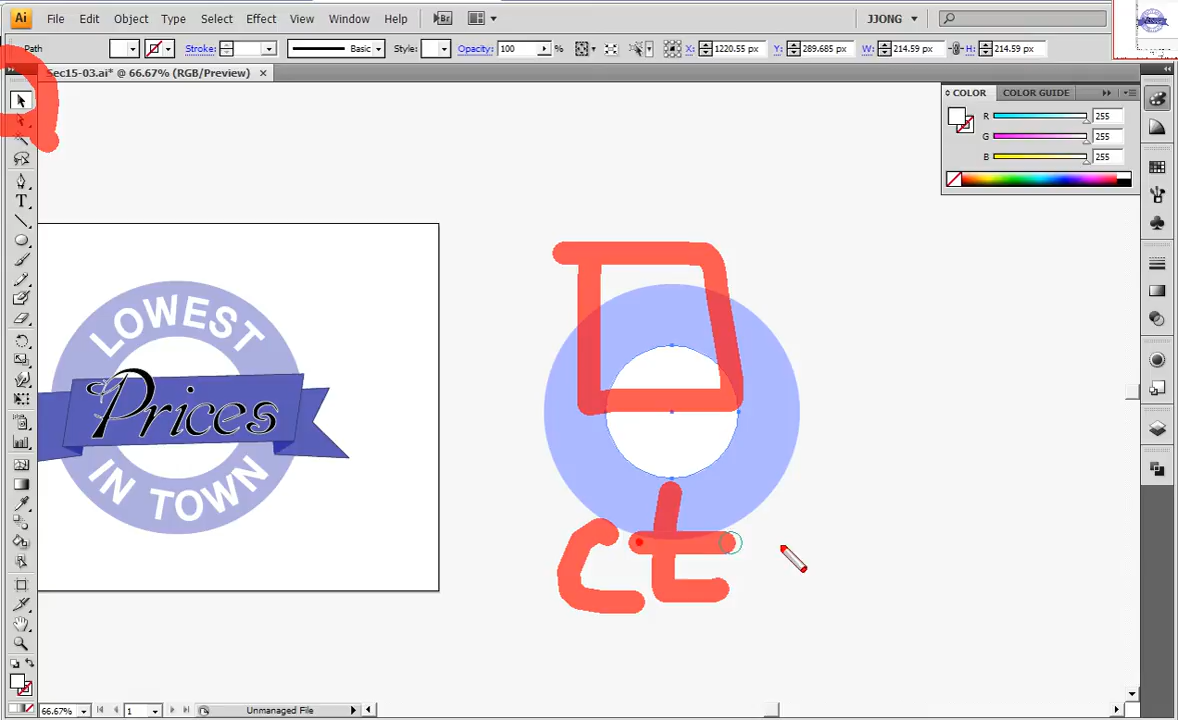 Ai File Edit Object Type Select Effect View Window Help Br JJONG
Path Stroke: Basic Style: Opacity: 100 % X: 1220.55 px Y: 289.685 px W: 214.59 px H: 214.59 px
Sec15-03.ai* @ 66.67% (RGB/Preview) ×
COLOR COLOR GUIDE
R 255
G 255
B 255
LOWEST
Prices
IN TOWN
ct
66.67% 1 Unmanaged File